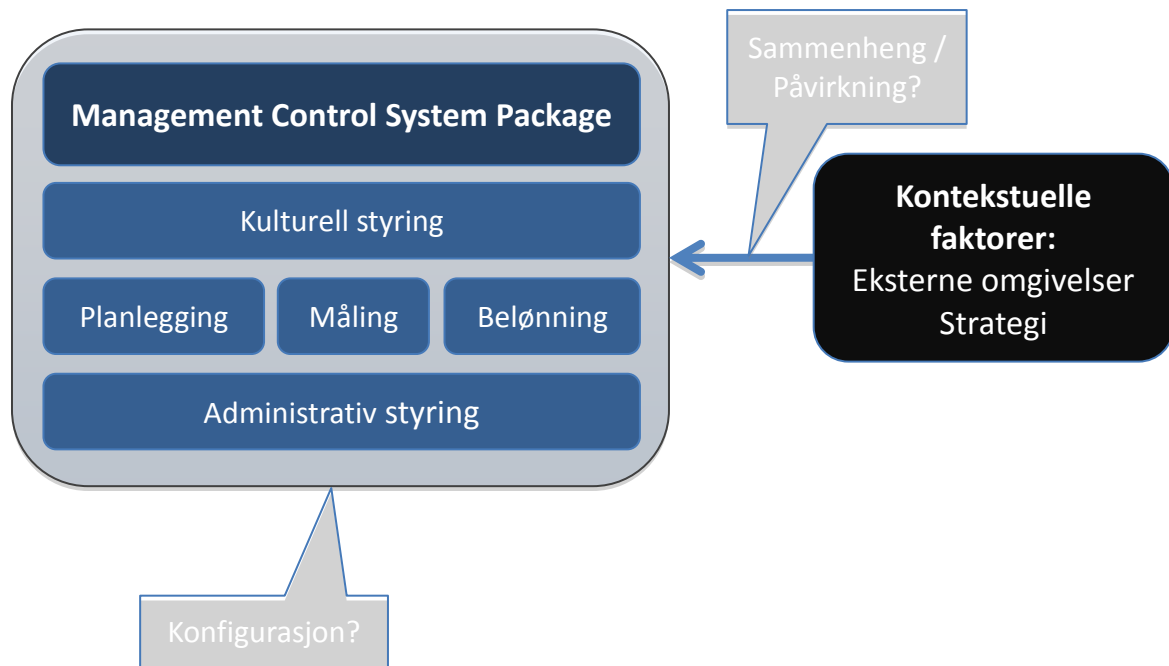 Sammenheng /
Påvirkning?
Management Control System Package
Kulturell styring
Planlegging
Måling
Belønning
Administrativ styring
Kontekstuelle
faktorer:
Eksterne omgivelser
Strategi
Konfigurasjon?